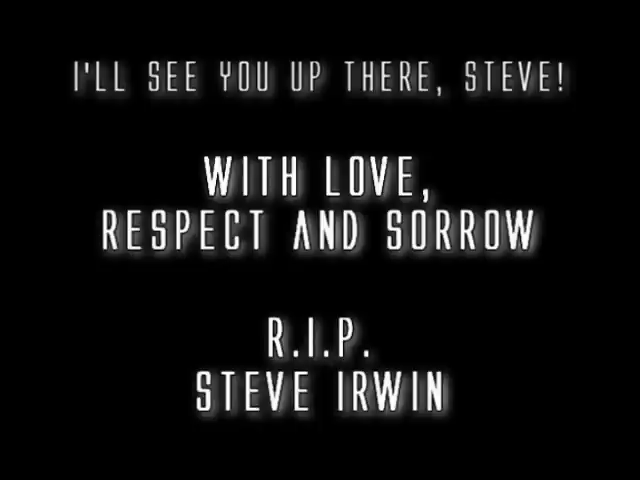 I'LL SEE YOU UP THERE, STEVE!
WITH LOVE,
RESPECT AND SORROW
R.I.P.
STEVE IRWIN